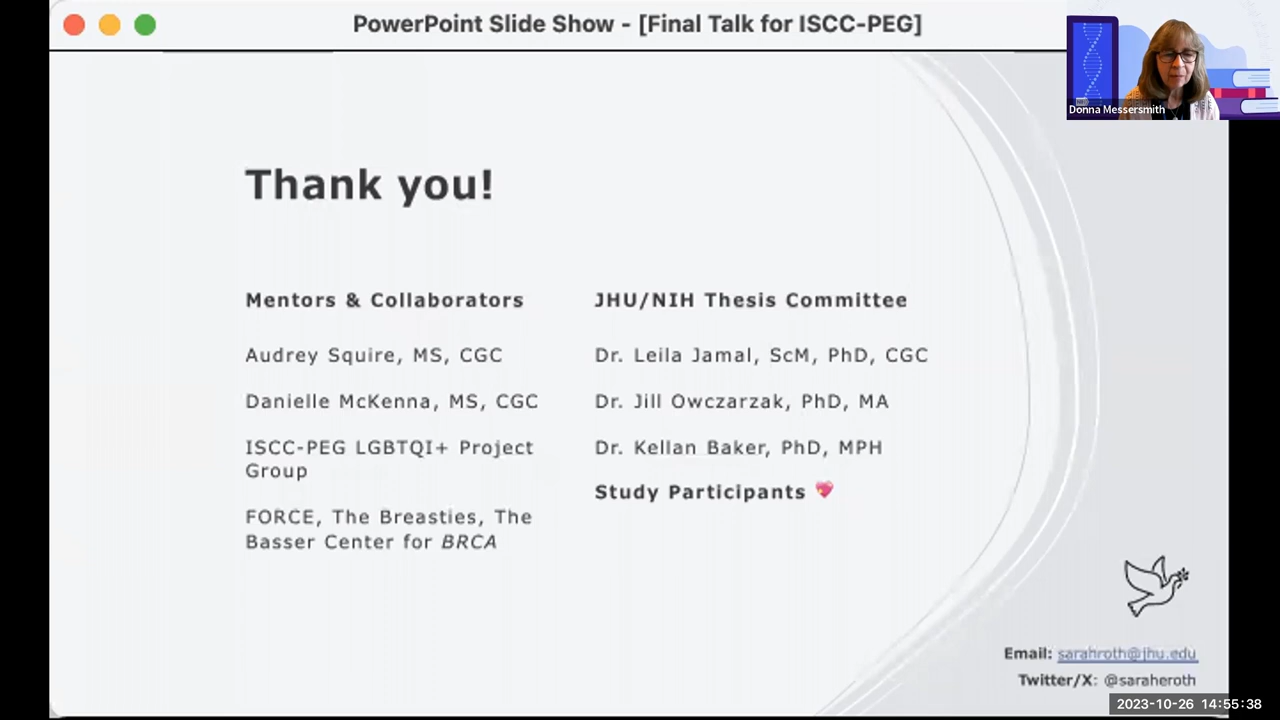 PowerPoint Slide Show - [Final Talk for ISCC-PEG]
Donna Messersmith
Thank you!
Mentors & Collaborators
Audrey Squire, MS, CGC
Danielle McKenna, MS, CGC
ISCC-PEG LGBTQI+ Project
Group
FORCE, The Breasties, The
Basser Center for BRCA
JHU/NIH Thesis Committee
Dr. Leila Jamal, ScM, PhD, CGC
Dr. Jill Owczarzak, PhD, MA
Dr. Kellan Baker, PhD, MPH
Study Participants 💖
Email: sarahroth@jhu.edu
Twitter/X: @saraheroth
2023-10-26 14:55:38